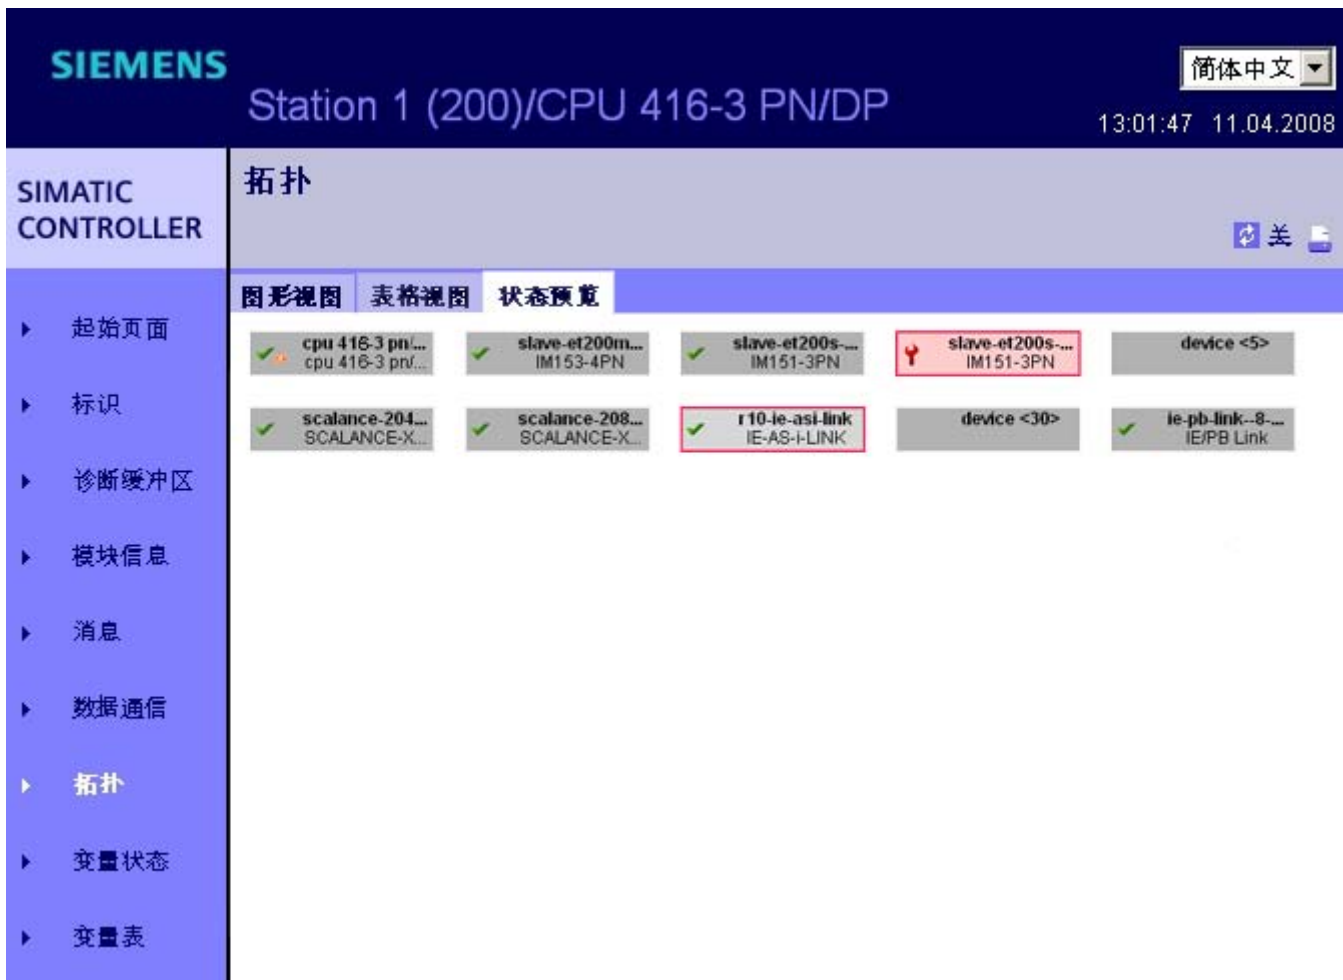 SIEMENS
Station 1 (200)/CPU 416-3 PN/DP
简体中文
13:01:47 11.04.2008
SIMATIC
CONTROLLER
拓扑
关
图形视图 表格视图 状态预览
起始页面
标识
诊断缓冲区
模块信息
消息
数据通信
拓扑
变量状态
变量表
cpu 416-3 pn/...
cpu 416-3 pn/...
slave-et200m...
IM153-4PN
slave-et200s-...
IM151-3PN
slave-et200s-...
IM151-3PN
device <5>
scalance-204...
SCALANCE-X...
scalance-208...
SCALANCE-X...
r10-ie-asi-link
IE-AS-i-LINK
device <30>
ie-pb-link--8-...
IE/PB Link